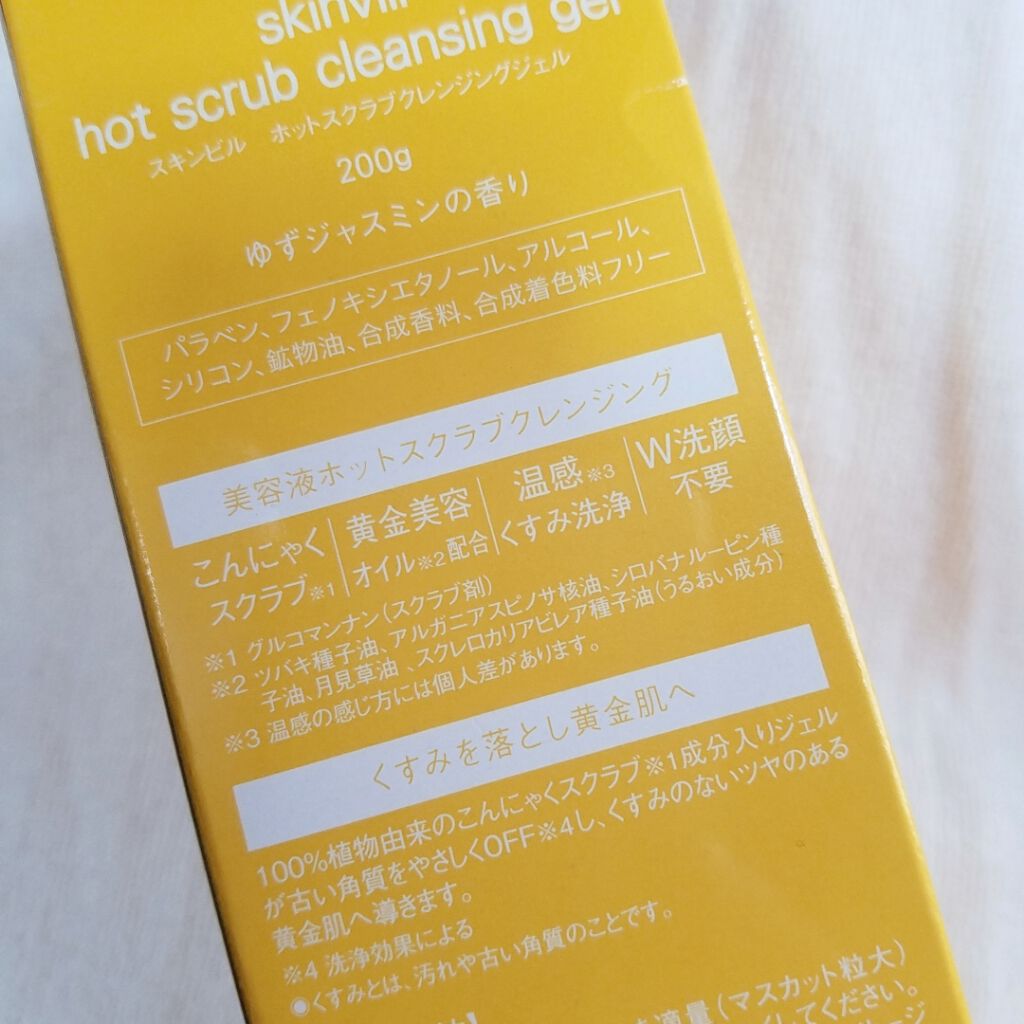 skinvill
hot scrub cleansing gel
スキンビル ホットスクラブクレンジングジェル
200g
ゆずジャスミンの香り
パラベン、フェノキシエタノール、アルコール、
シリコン、鉱物油、合成香料、合成着色料フリー
美容液ホットスクラブクレンジング
こんにゃく
スクラブ※1
黄金美容
オイル※2配合
温感※3
くすみ洗浄
W洗顔
不要
※1 グルコマンナン(スクラブ剤)
※2 ツバキ種子油、アルガニアスピノサ核油、シロバナルーピン種
子油、月見草油、スクレロカリアビレア種子油(うるおい成分)
※3 温感の感じ方には個人差があります。
くすみを落とし黄金肌へ
100%植物由来のこんにゃくスクラブ※1成分入りジェル
が古い角質をやさしくOFF※4し、くすみのないツヤのある
黄金肌へ導きます。
※4 洗浄効果による
●くすみとは、汚れや古い角質のことです。
適量(マスカット粒大)
してください。